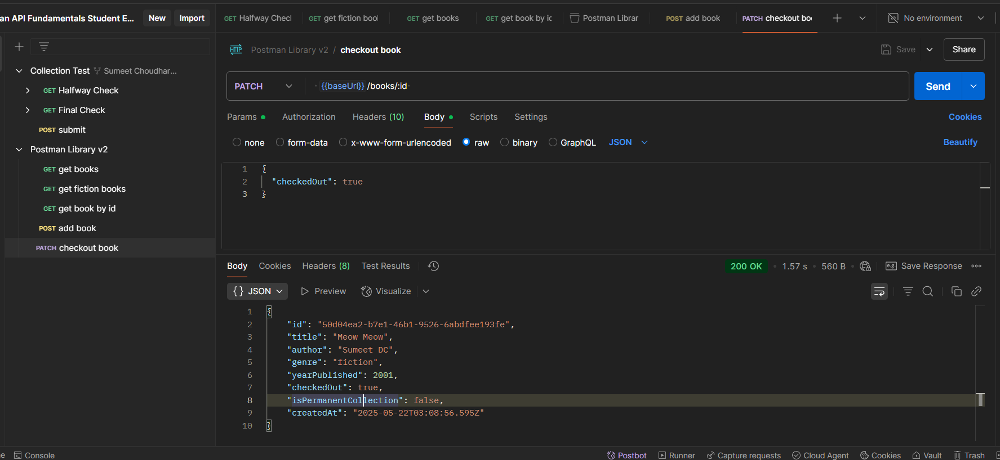 an API Fundamentals Student E... New Import
GET Halfway Checl GET get fiction bool GET get books GET get book by ic Postman Librar POST add book PATCH checkout bo No environment
HTTP Postman Library v2 / checkout book Save Share
Collection Test Sumeet Choudhar...
GET Halfway Check
GET Final Check
POST submit
Postman Library v2
GET get books
GET get fiction books
GET get book by id
POST add book
PATCH checkout book
PATCH {{baseUrl}} /books/:id Send
Params Authorization Headers (10) Body Scripts Settings Cookies
none form-data x-www-form-urlencoded raw binary GraphQL JSON Beautify
1 {
2 "checkedOut": true
3 }
Body Cookies Headers (8) Test Results 200 OK 1.57 s 560 B e.g. Save Response
{} JSON Preview Visualize
1 {
2 "id": "50d04ea2-b7e1-46b1-9526-6abdfee193fe",
3 "title": "Meow Meow",
4 "author": "Sumeet DC",
5 "genre": "fiction",
6 "yearPublished": 2001,
7 "checkedOut": true,
8 "isPermanentCollection": false,
9 "createdAt": "2025-05-22T03:08:56.595Z"
10 }
e Console Postbot Runner Capture requests Cloud Agent Cookies Vault Trash